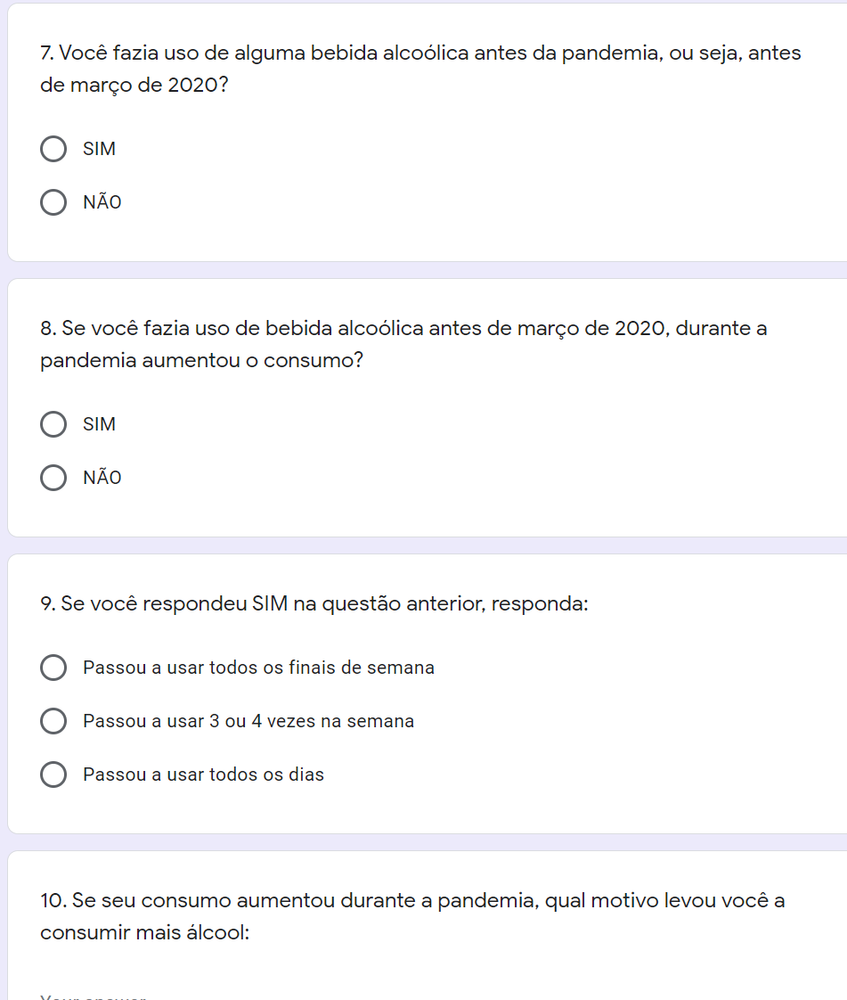 7. Você fazia uso de alguma bebida alcoólica antes da pandemia, ou seja, antes
de março de 2020?
SIM
NÃO
8. Se você fazia uso de bebida alcoólica antes de março de 2020, durante a
pandemia aumentou o consumo?
SIM
NÃO
9. Se você respondeu SIM na questão anterior, responda:
Passou a usar todos os finais de semana
Passou a usar 3 ou 4 vezes na semana
Passou a usar todos os dias
10. Se seu consumo aumentou durante a pandemia, qual motivo levou você a
consumir mais álcool:
Your answer